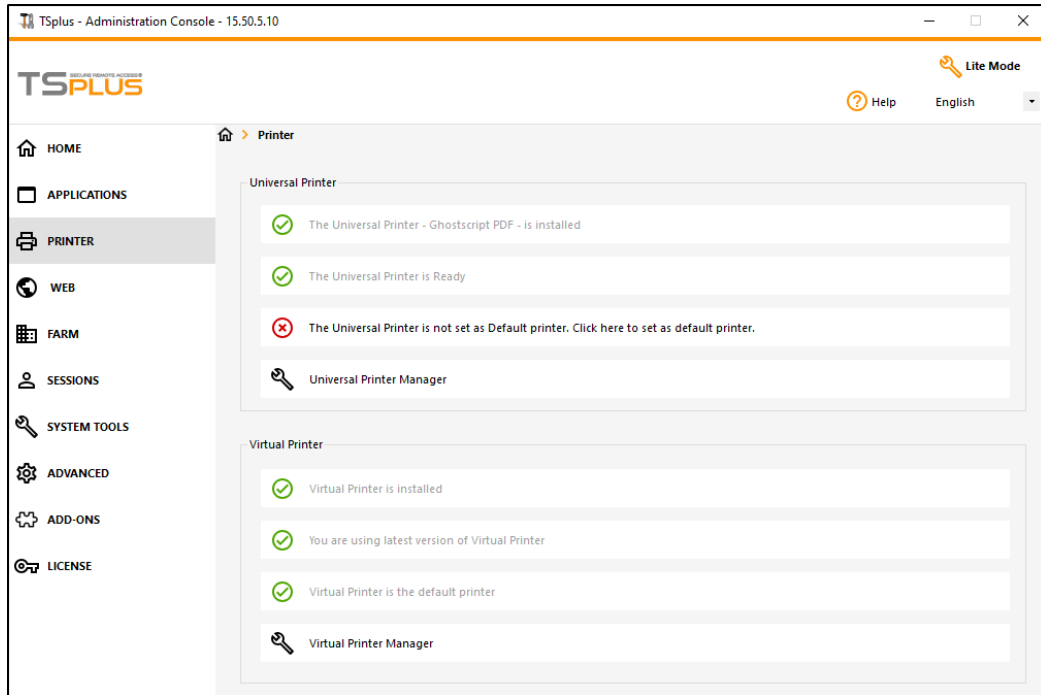 TSplus - Administration Console - 15.50.5.10
TSPLUS
SECURE REMOTE ACCESS®
Lite Mode
Help
English
HOME
APPLICATIONS
PRINTER
WEB
FARM
SESSIONS
SYSTEM TOOLS
ADVANCED
ADD-ONS
LICENSE
> Printer
Universal Printer
The Universal Printer - Ghostscript PDF - is installed
The Universal Printer is Ready
The Universal Printer is not set as Default printer. Click here to set as default printer.
Universal Printer Manager
Virtual Printer
Virtual Printer is installed
You are using latest version of Virtual Printer
Virtual Printer is the default printer
Virtual Printer Manager